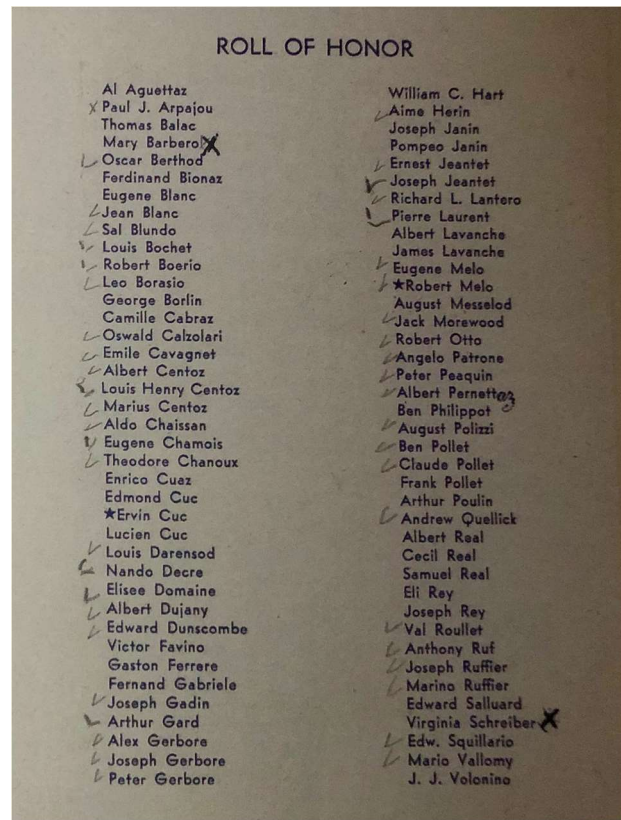 ROLL OF HONOR
Al Aguettaz
Paul J. Arpajou
Thomas Balac
Mary Barbero
Oscar Berthod
Ferdinand Bionaz
Eugene Blanc
Jean Blanc
Sal Blundo
Louis Bochet
Robert Boerio
Leo Borasio
George Borlin
Camille Cabraz
Oswald Calzolari
Emile Cavagnet
Albert Centoz
Louis Henry Centoz
Marius Centoz
Aldo Chaissan
Eugene Chamois
Theodore Chanoux
Enrico Cuaz
Edmond Cuc
★Ervin Cuc
Lucien Cuc
Louis Darensod
Nando Decre
Elisee Domaine
Albert Dujany
Edward Dunscombe
Victor Favino
Gaston Ferrere
Fernand Gabriele
Joseph Gadin
Arthur Gard
Alex Gerbore
Joseph Gerbore
Peter Gerbore
William C. Hart
Aime Herin
Joseph Janin
Pompeo Janin
Ernest Jeantet
Joseph Jeantet
Richard L. Lantero
Pierre Laurent
Albert Lavanche
James Lavanche
Eugene Melo
★Robert Melo
August Messelod
Jack Morewood
Robert Otto
Angelo Patrone
Peter Peaquin
Albert Pernettaz
Ben Philippot
August Polizzi
Ben Pollet
Claude Pollet
Frank Pollet
Arthur Poulin
Andrew Quellick
Albert Real
Cecil Real
Samuel Real
Eli Rey
Joseph Rey
Val Roullet
Anthony Ruf
Joseph Ruffier
Marino Ruffier
Edward Salluard
Virginia Schreiber
Edw. Squillario
Mario Vallomy
J. J. Volonino